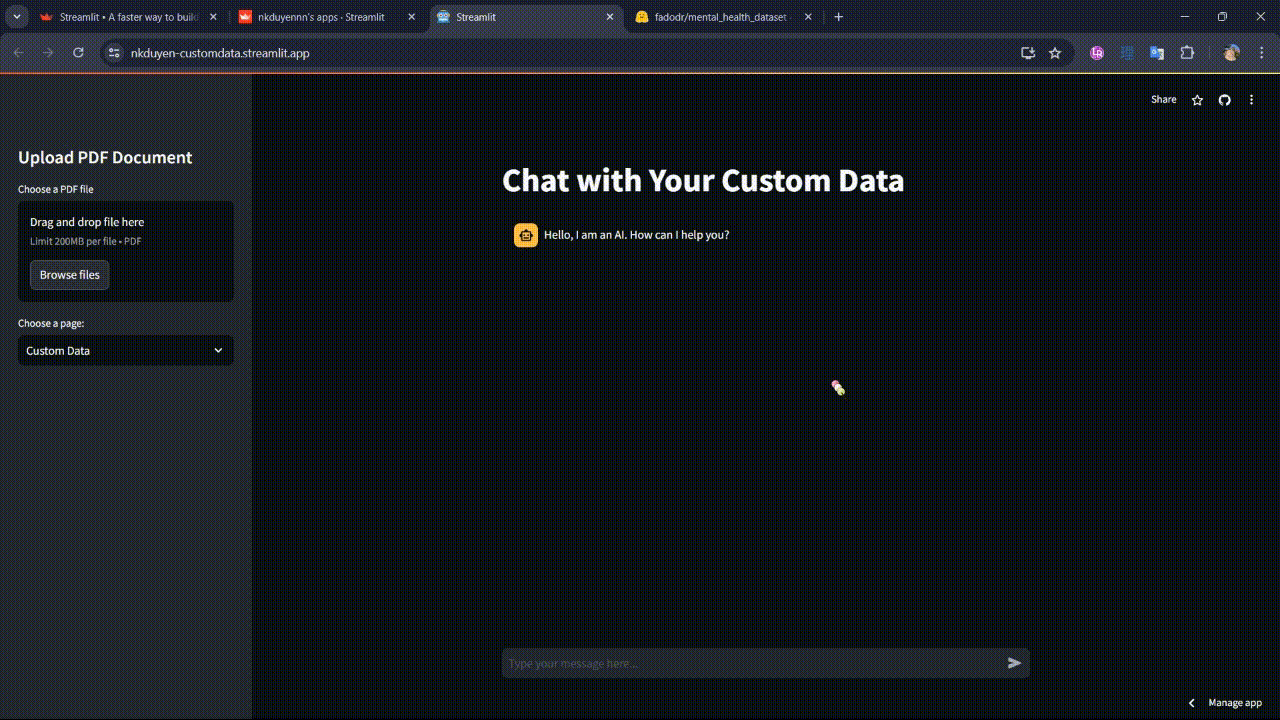 Streamlit • A faster way to build
nkduyennn's apps · Streamlit
Streamlit
fadodr/mental_health_dataset
nkduyen-customdata.streamlit.app
Share
Upload PDF Document
Choose a PDF file
Drag and drop file here
Limit 200MB per file • PDF
Browse files
Choose a page:
Custom Data
Chat with Your Custom Data
Hello, I am an AI. How can I help you?
Type your message here...
Manage app